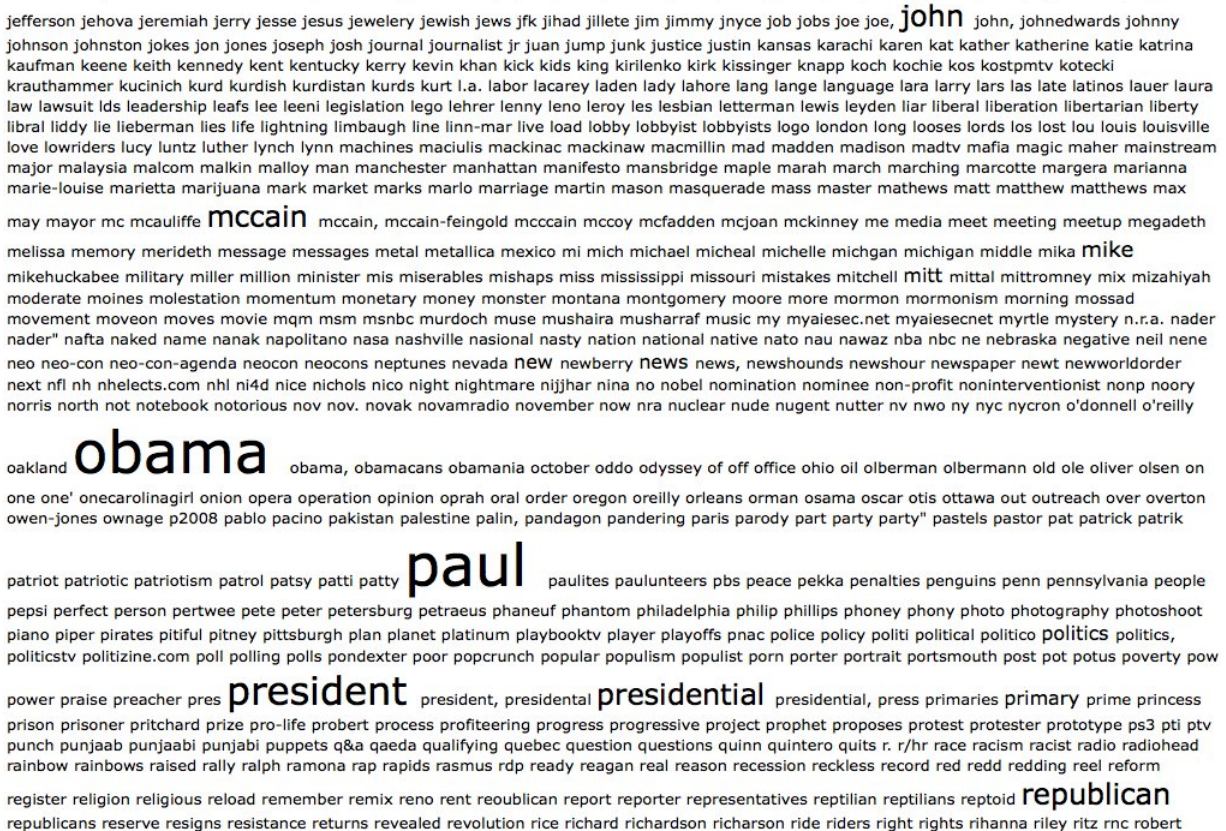 jefferson jehova jeremiah jerry jesse jesus jewelery jewish jews jfk jihad jillete jim jimmy jnyce job jobs joe joe, john john, johnedwards johnny
johnson johnston jokes jon jones joseph josh journal journalist jr juan jump junk justice justin kansas karachi karen kat kather katherine katie katrina
kaufman keene keith kennedy kent kentucky kerry kevin khan kick kids king kirilenko kirk kissinger knapp koch kochie kos kostpmtv kotecki
krauthammer kucinich kurd kurdish kurdistan kurds kurt l.a. labor lacarey laden lady lahore lang lange language lara larry lars las late latinos lauer laura
law lawsuit lds leadership leafs lee leeni legislation lego lehrer lenny leno leroy les lesbian letterman lewis leyden liar liberal liberation libertarian liberty
libral liddy lie lieberman lies life lightning limbaugh line linn-mar live load lobby lobbyist lobbyists logo london long looses lords los lost lou louis louisville
love lowriders lucy luntz luther lynch lynn machines maciulis mackinac mackinaw macmillin mad madden madison madtv mafia magic maher mainstream
major malaysia malcom malkin malloy man manchester manhattan manifesto mansbridge maple marah march marching marcotte margera marianna
marie-louise marietta marijuana mark market marks marlo marriage martin mason masquerade mass master mathews matt matthew matthews max
may mayor mc mcauliffe mccain mccain, mccain-feingold mcccain mccoy mcfadden mcjoan mckinney me media meet meeting meetup megadeth
melissa memory merideth message messages metal metallica mexico mi mich michael micheal michelle michgan michigan middle mika mike
mikehuckabee military miller million minister mis miserables mishaps miss mississippi missouri mistakes mitchell mitt mittal mittromney mix mizahiyah
moderate moines molestation momentum monetary money monster montana montgomery moore more mormon mormonism morning mossad
movement moveon moves movie mqm msm msnbc murdoch muse mushaira musharraf music my myaiesec.net myaiesecnet myrtle mystery n.r.a. nader
nader" nafta naked name nanak napolitano nasa nashville nasional nasty nation national native nato nau nawaz nba nbc ne nebraska negative neil nene
neo neo-con neo-con-agenda neocon neocons neptunes nevada new newberry news news, newshounds newshour newspaper newt newworldorder
next nfl nh nhelects.com nhl ni4d nice nichols nico night nightmare nijjhar nina no nobel nomination nominee non-profit noninterventionist nonp noory
norris north not notebook notorious nov nov. novak novamradio november now nra nuclear nude nugent nutter nv nwo ny nyc nycron o'donnell o'reilly
oakland obama obama, obamacans obamania october oddo odyssey of off office ohio oil olberman olbermann old ole oliver olsen on
one one' onecarolinagirl onion opera operation opinion oprah oral order oregon oreilly orleans orman osama oscar otis ottawa out outreach over overton
owen-jones ownage p2008 pablo pacino pakistan palestine palin, pandagon pandering paris parody part party party" pastels pastor pat patrick patrik
patriot patriotic patriotism patrol patsy patti patty paul paulites paulunteers pbs peace pekka penalties penguins penn pennsylvania people
pepsi perfect person pertwee pete peter petersburg petraeus phaneuf phantom philadelphia philip phillips phoney phony photo photography photoshoot
piano piper pirates pitiful pitney pittsburgh plan planet platinum playbooktv player playoffs pnac police policy politi political politico politics politics,
politicstv politizine.com poll polling polls pondexter poor popcrunch popular populism populist porn porter portrait portsmouth post pot potus poverty pow
power praise preacher pres president president, presidental presidential presidential, press primaries primary prime princess
prison prisoner pritchard prize pro-life probert process profiteering progress progressive project prophet proposes protest protester prototype ps3 pti ptv
punch punjaab punjaabi punjabi puppets q&a qaeda qualifying quebec question questions quinn quintero quits r. r/hr race racism racist radio radiohead
rainbow rainbows raised rally ralph ramona rap rapids rasmus rdp ready reagan real reason recession reckless record red redd redding reel reform
register religion religious reload remember remix reno rent reoublican report reporter representatives reptilian reptilians reptoid republican
republicans reserve resigns resistance returns revealed revolution rice richard richardson richarson ride riders right rights rihanna riley ritz rnc robert